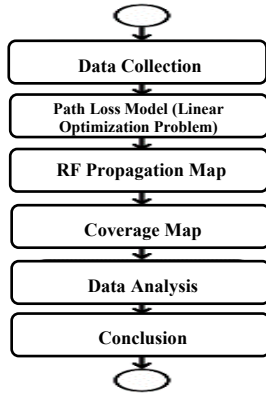 Data Collection
Path Loss Model (Linear
Optimization Problem)
RF Propagation Map
Coverage Map
Data Analysis
Conclusion